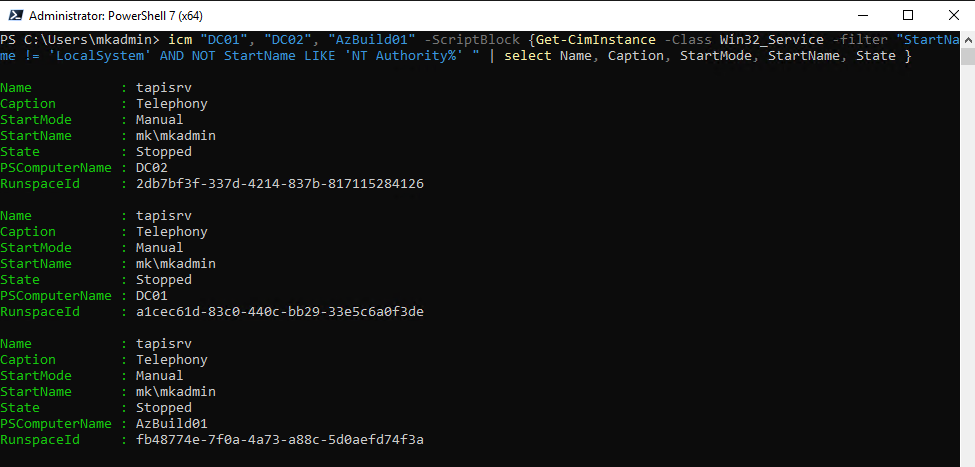 Administrator: PowerShell 7 (x64)
PS C:\Users\mkadmin> icm "DC01", "DC02", "AzBuild01" -ScriptBlock {Get-CimInstance -Class Win32_Service -filter "StartNa
me != 'LocalSystem' AND NOT StartName LIKE 'NT Authority%' " | select Name, Caption, StartMode, StartName, State }
Name : tapisrv
Caption : Telephony
StartMode : Manual
StartName : mk\mkadmin
State : Stopped
PSComputerName : DC02
RunspaceId : 2db7bf3f-337d-4214-837b-817115284126
Name : tapisrv
Caption : Telephony
StartMode : Manual
StartName : mk\mkadmin
State : Stopped
PSComputerName : DC01
RunspaceId : a1cec61d-83c0-440c-bb29-33e5c6a0f3de
Name : tapisrv
Caption : Telephony
StartMode : Manual
StartName : mk\mkadmin
State : Stopped
PSComputerName : AzBuild01
RunspaceId : fb48774e-7f0a-4a73-a88c-5d0aefd74f3a